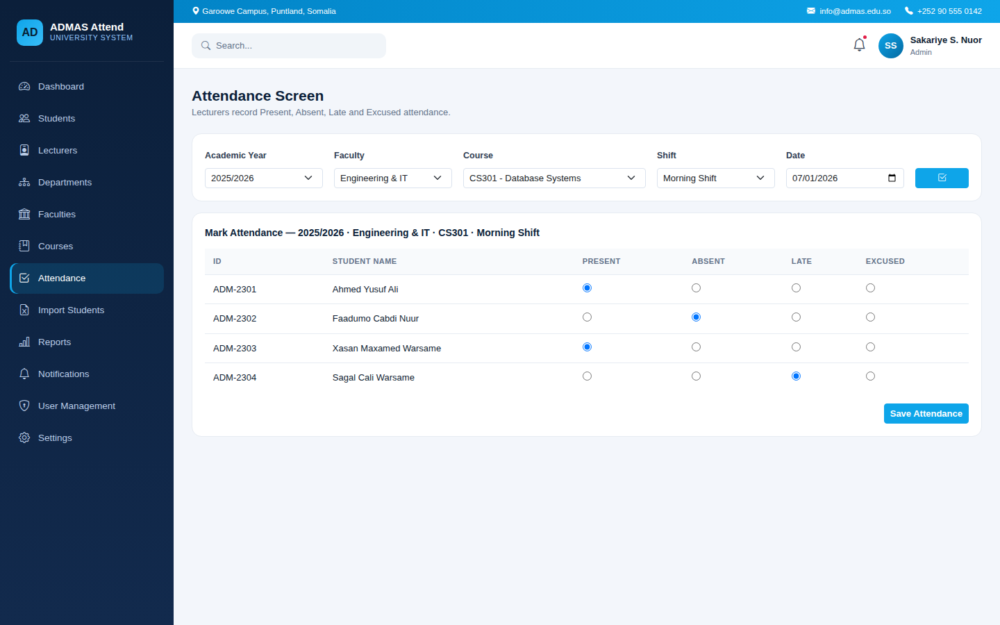 AD
ADMAS Attend
UNIVERSITY SYSTEM
Dashboard
Students
Lecturers
Departments
Faculties
Courses
Attendance
Import Students
Reports
Notifications
User Management
Settings
Garoowe Campus, Puntland, Somalia
info@admas.edu.so
+252 90 555 0142
Search...
SS
Sakariye S. Nuor
Admin
Attendance Screen
Lecturers record Present, Absent, Late and Excused attendance.
Academic Year Faculty Course Shift Date
2025/2026 Engineering & IT CS301 - Database Systems Morning Shift 07/01/2026
Mark Attendance — 2025/2026 · Engineering & IT · CS301 · Morning Shift
ID STUDENT NAME PRESENT ABSENT LATE EXCUSED
ADM-2301 Ahmed Yusuf Ali
ADM-2302 Faadumo Cabdi Nuur
ADM-2303 Xasan Maxamed Warsame
ADM-2304 Sagal Cali Warsame
Save Attendance